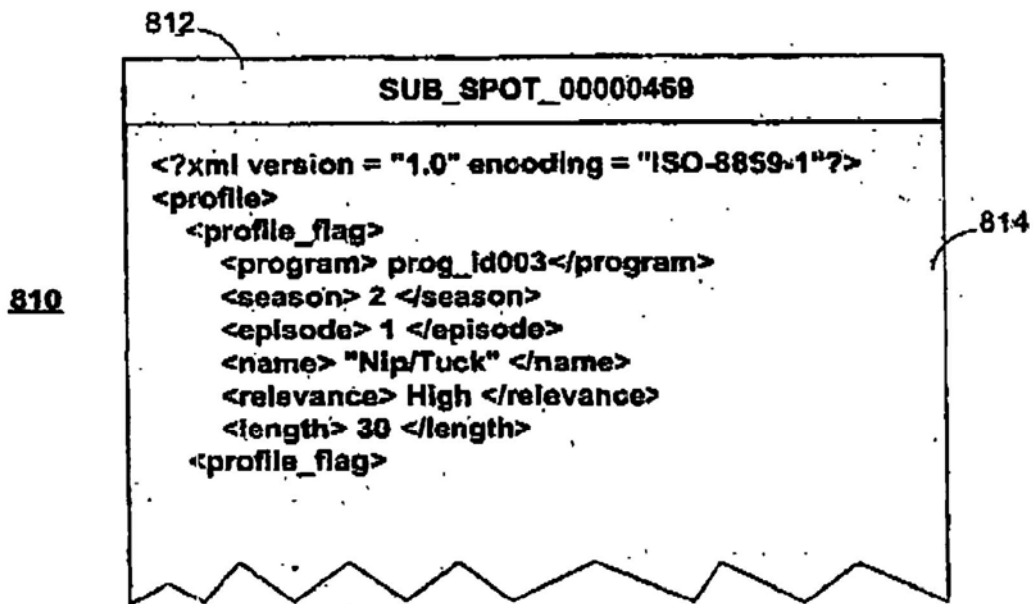 812
SUB_SPOT_00000469
<?xml version = "1.0" encoding = "ISO-8859-1"?>
<profile>
<profile_flag>
<program> prog_id003</program>
<season> 2 </season>
<episode> 1 </episode>
<name> "Nip/Tuck" </name>
<relevance> High </relevance>
<length> 30 </length>
<profile_flag>
814
810